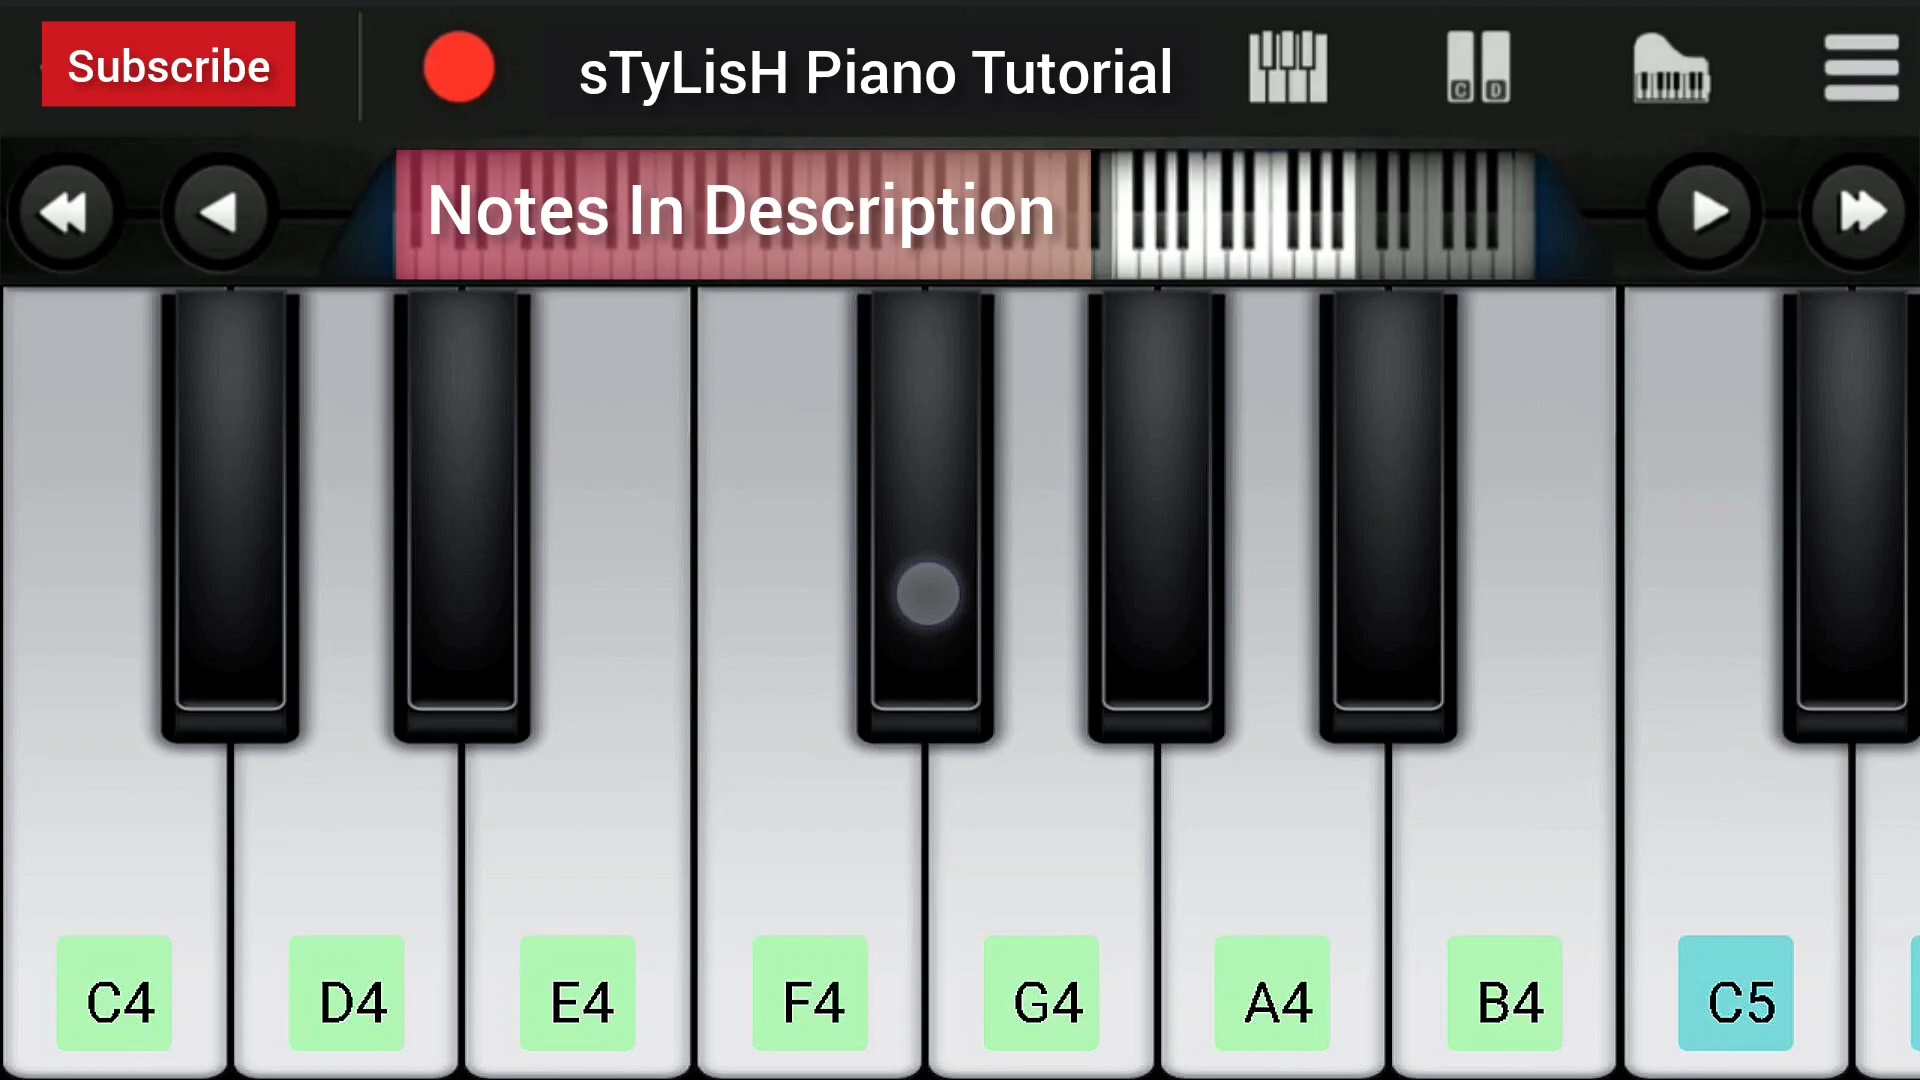 Subscribe
sTyLisH Piano Tutorial
C D
Notes In Description
C4 D4 E4 F4 G4 A4 B4 C5